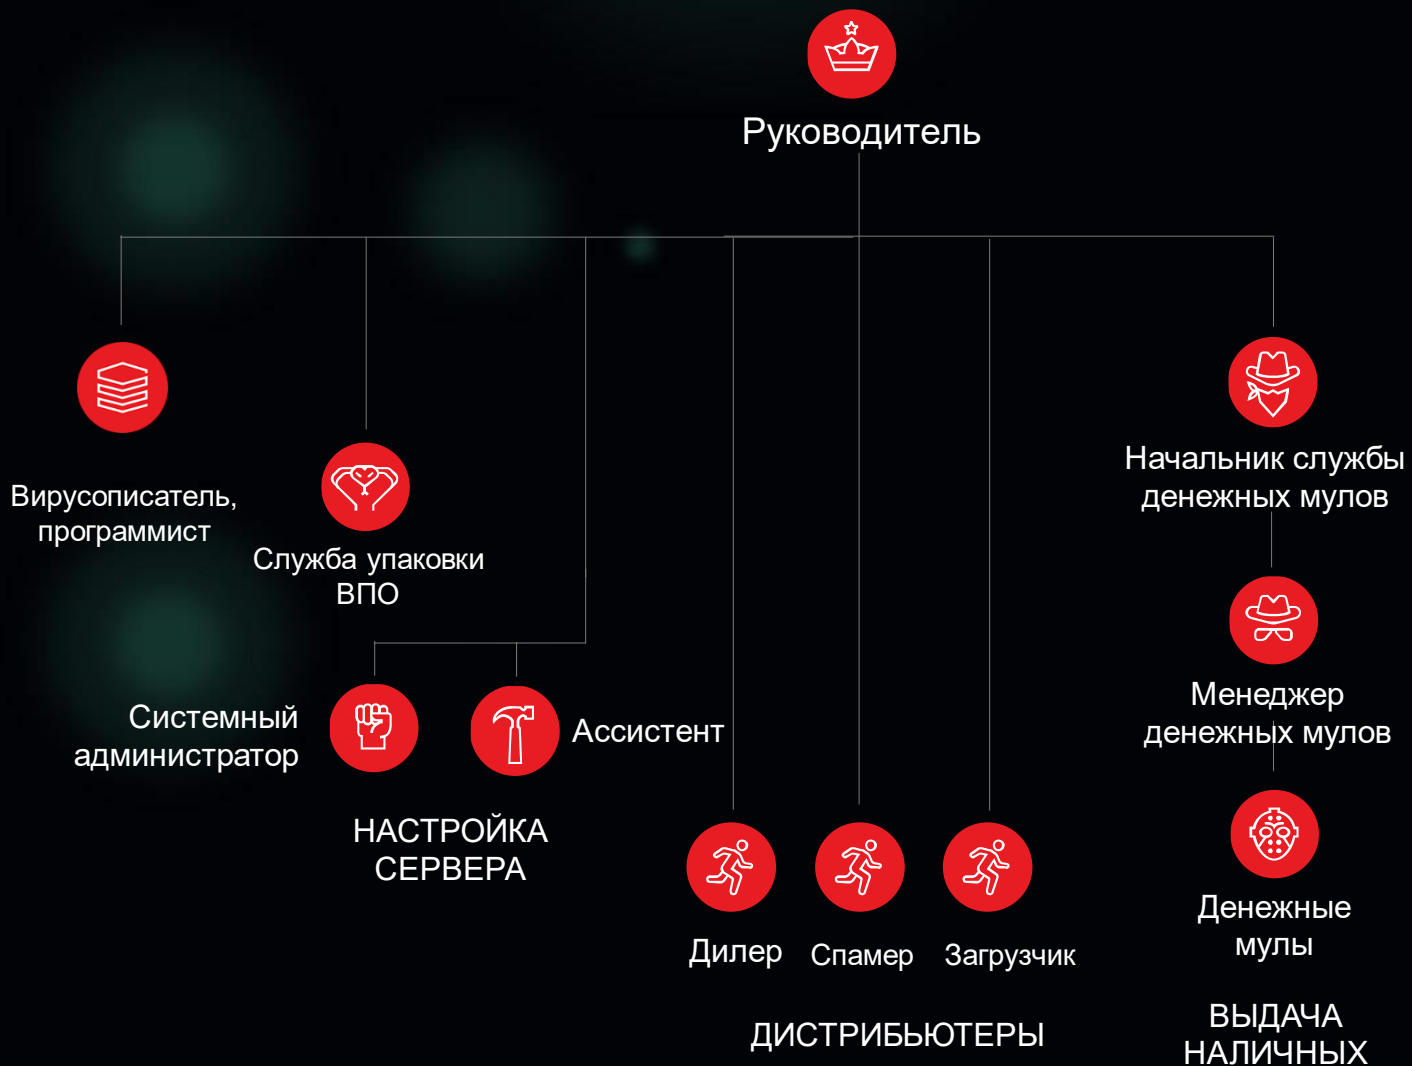 Руководитель
Вирусописатель,
программист
Служба упаковки
ВПО
Системный
администратор
Ассистент
НАСТРОЙКА
СЕРВЕРА
Дилер
Спамер
Загрузчик
ДИСТРИБЬЮТЕРЫ
Начальник службы
денежных мулов
Менеджер
денежных мулов
Денежные
мулы
ВЫДАЧА
НАЛИЧНЫХ